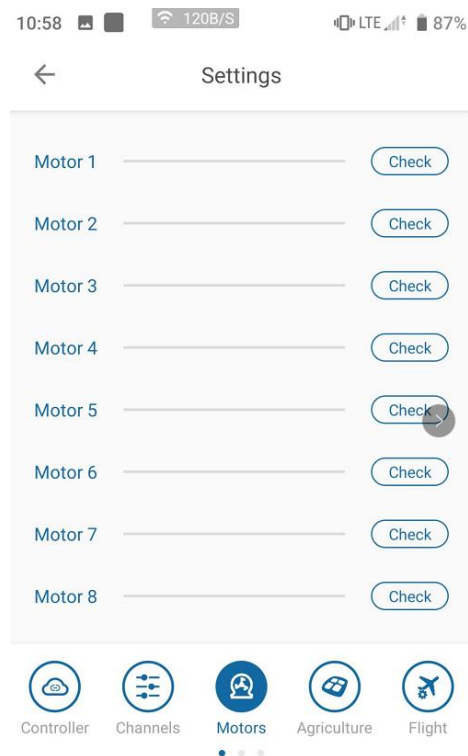 10:58 120B/S LTE 87%
Settings
Motor 1 Check
Motor 2 Check
Motor 3 Check
Motor 4 Check
Motor 5 Check
Motor 6 Check
Motor 7 Check
Motor 8 Check
Controller Channels Motors Agriculture Flight